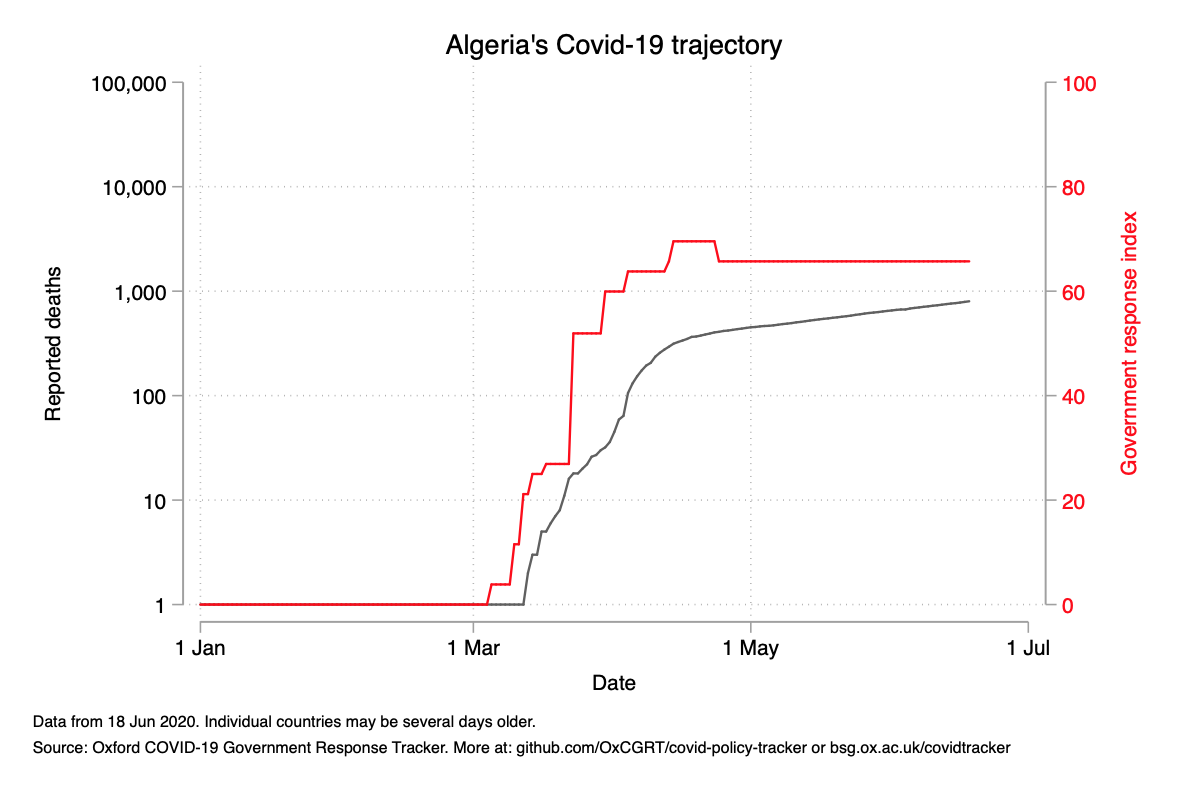 Algeria's Covid-19 trajectory
100,000
10,000
1,000
100
10
1
Reported deaths
100
80
60
40
20
0
Government response index
1 Jan
1 Mar
1 May
1 Jul
Date
Data from 18 Jun 2020. Individual countries may be several days older.
Source: Oxford COVID-19 Government Response Tracker. More at: github.com/OxCGRT/covid-policy-tracker or bsg.ox.ac.uk/covidtracker